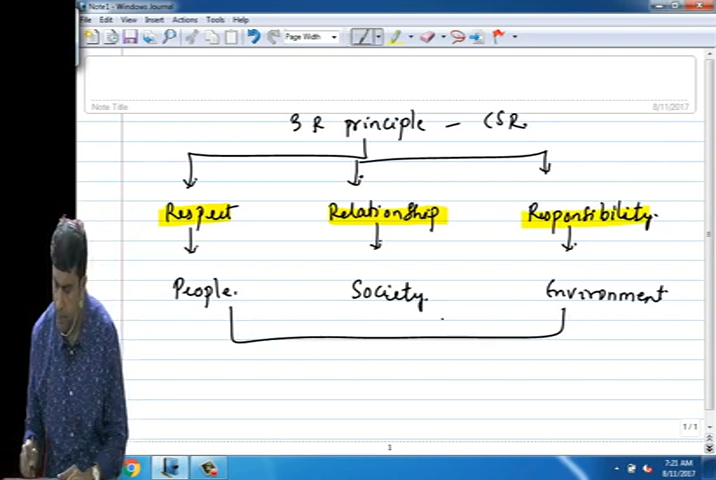 Note1 - Windows Journal
File Edit View Insert Actions Tools Help
Page Width
Note Title
8/11/2017
3 R principle - CSR.
Respect Relationship Responsibility.
People. Society. Environment
1/1
1
7:21 AM
8/11/2017